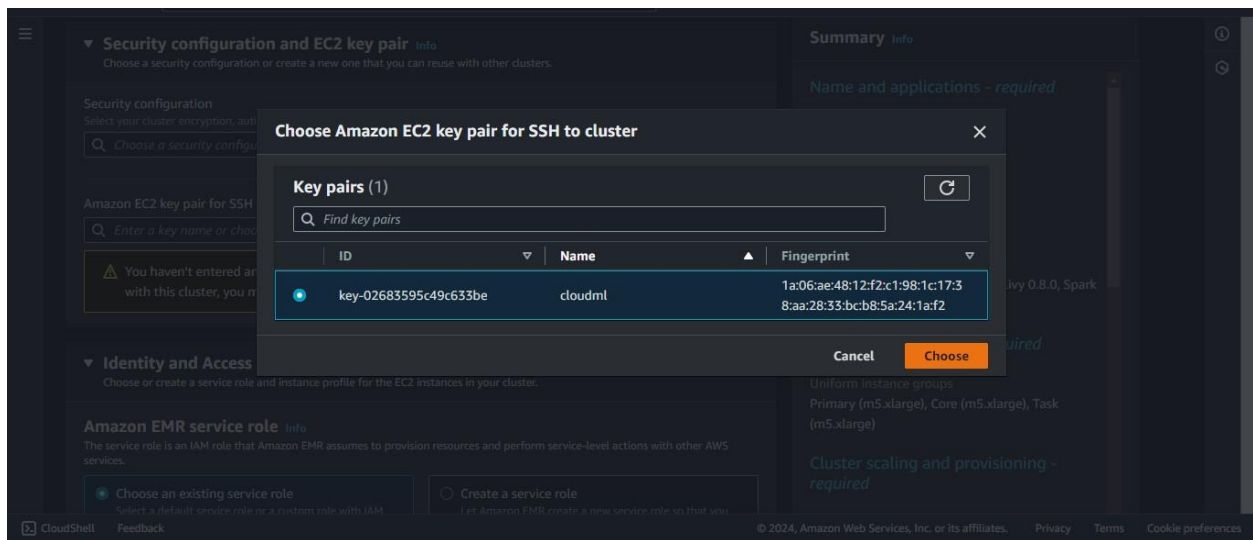 Security configuration and EC2 key pair Info
Choose a security configuration or create a new one that you can reuse with other clusters.
Summary Info
Name and applications - required
Security configuration
Select your cluster encryption, aut
Choose a security configu
Choose Amazon EC2 key pair for SSH to cluster
Key pairs (1)
Find key pairs
Amazon EC2 key pair for SSH
Enter a key name or choo
ID Name Fingerprint
You haven't entered an
with this cluster, you m
key-02683595c49c633be cloudml 1a:06:ae:48:12:f2:c1:98:1c:17:3
8:aa:28:33:bc:b8:5a:24:1a:f2
ivy 0.8.0, Spark
Cancel Choose
uired
Identity and Access
Choose or create a service role and instance profile for the EC2 instances in your cluster.
Uniform instance groups
Primary (m5.xlarge), Core (m5.xlarge), Task
(m5.xlarge)
Amazon EMR service role Info
The service role is an IAM role that Amazon EMR assumes to provision resources and perform service-level actions with other AWS
services.
Cluster scaling and provisioning -
required
Choose an existing service role
Select a default service role or a custom role with IAM
Create a service role
Let Amazon EMR create a new service role so that you
CloudShell Feedback © 2024, Amazon Web Services, Inc. or its affiliates. Privacy Terms Cookie preferences